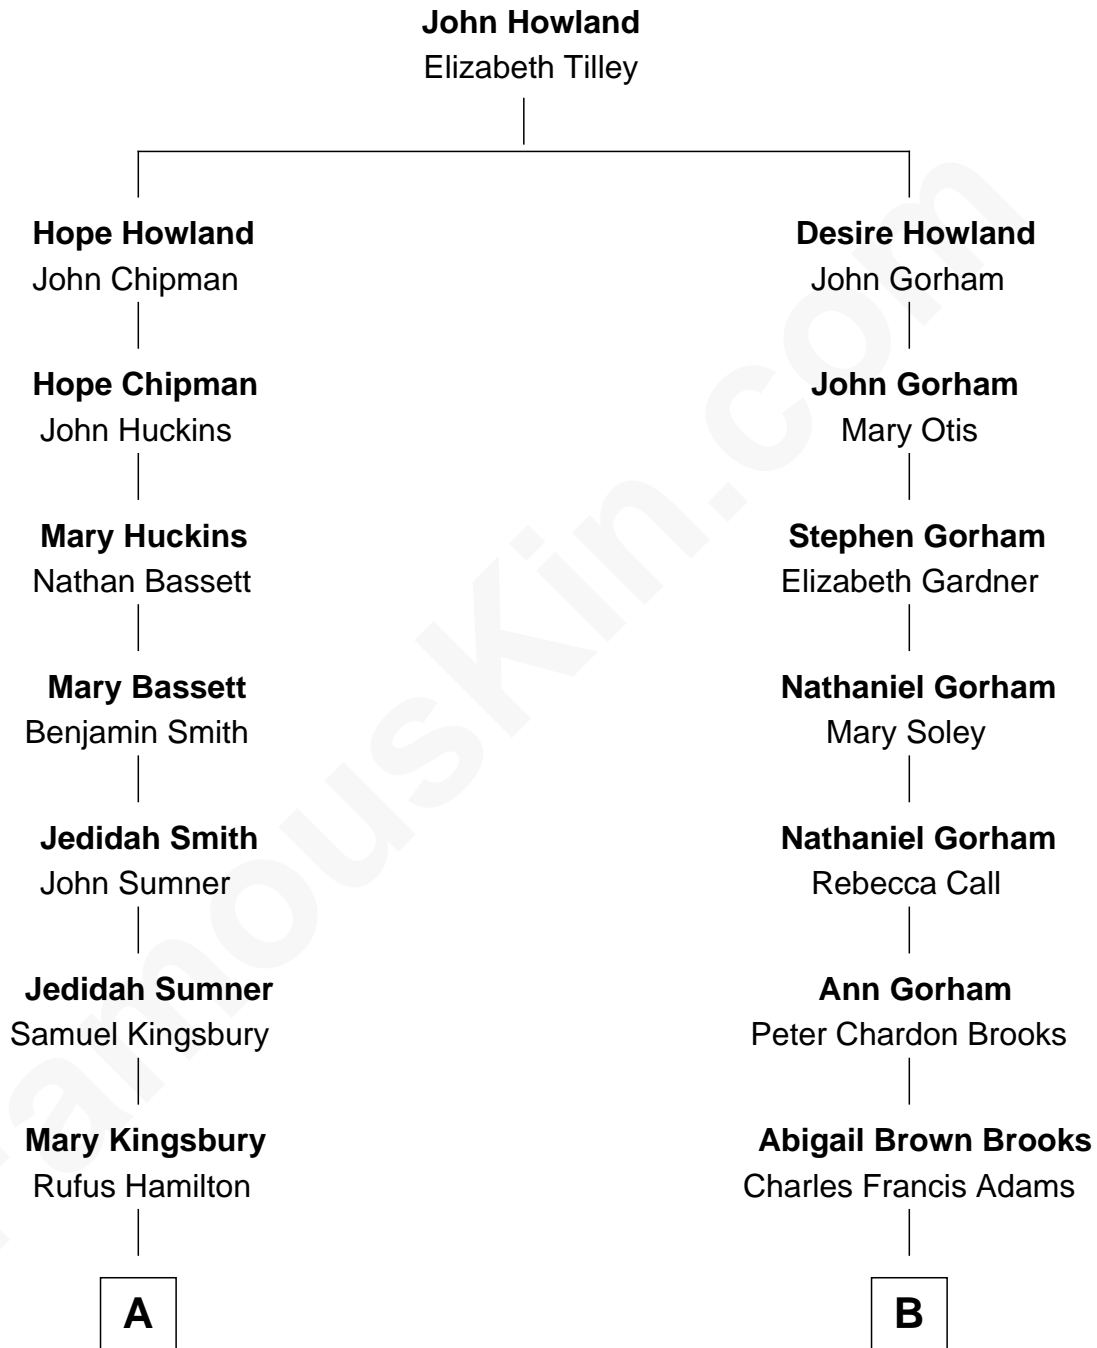 John Howland
Elizabeth Tilley
Hope Howland
John Chipman
Desire Howland
John Gorham
Hope Chipman
John Huckins
John Gorham
Mary Otis
Mary Huckins
Nathan Bassett
Stephen Gorham
Elizabeth Gardner
Mary Bassett
Benjamin Smith
Nathaniel Gorham
Mary Soley
Jedidah Smith
John Sumner
Nathaniel Gorham
Rebecca Call
Jedidah Sumner
Samuel Kingsbury
Ann Gorham
Peter Chardon Brooks
Mary Kingsbury
Rufus Hamilton
Abigail Brown Brooks
Charles Francis Adams
A
B
FamousKin.com